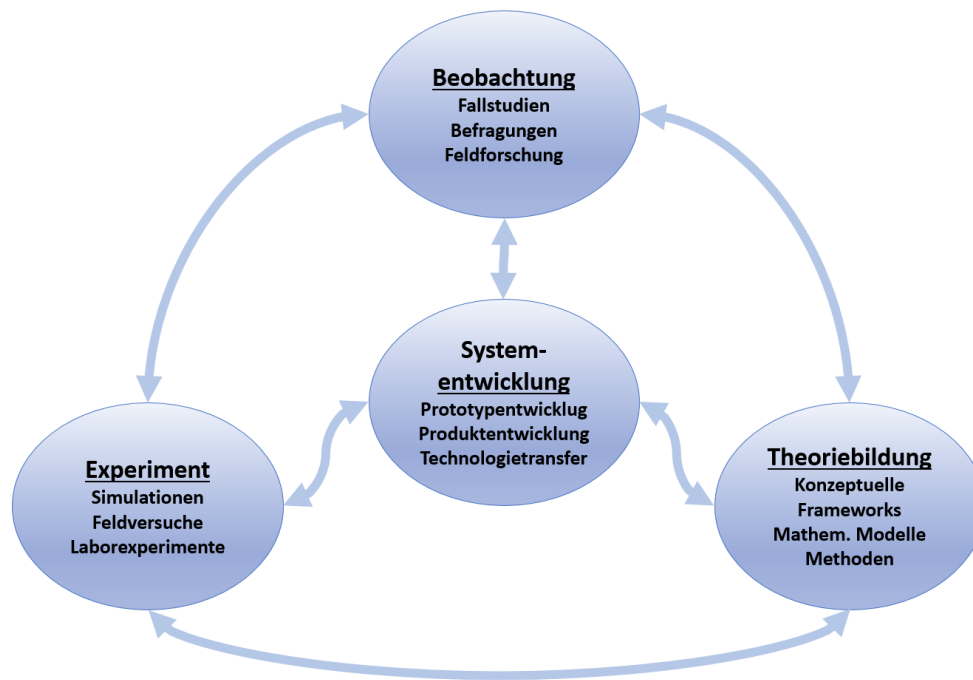 Beobachtung
Fallstudien
Befragungen
Feldforschung
System-
entwicklung
Prototypentwicklug
Produktentwicklung
Technologietransfer
Experiment
Simulationen
Feldversuche
Laborexperimente
Theoriebildung
Konzeptuelle
Frameworks
Mathem. Modelle
Methoden